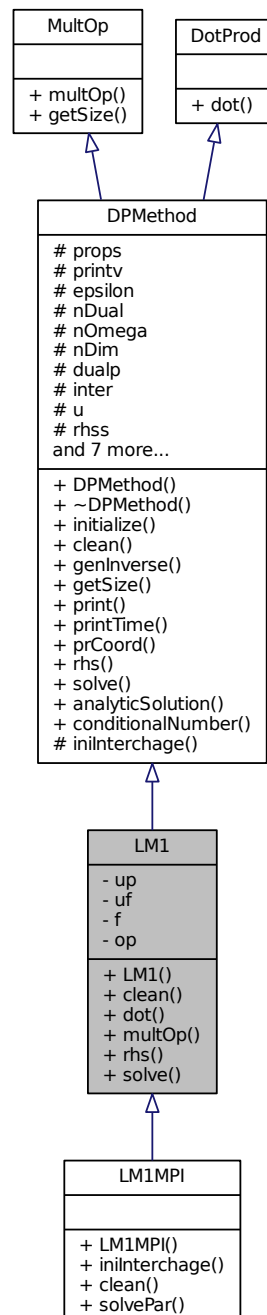 MultOp
+ multOp()
+ getSize()
DotProd
+ dot()
DPMethod
# props
# printv
# epsilon
# nDual
# nOmega
# nDim
# dualp
# inter
# u
# rhss
and 7 more...
+ DPMethod()
+ ~DPMethod()
+ initialize()
+ clean()
+ genInverse()
+ getSize()
+ print()
+ printTime()
+ prCoord()
+ rhs()
+ solve()
+ analyticSolution()
+ conditionalNumber()
# iniInterchage()
LM1
- up
- uf
- f
- op
+ LM1()
+ clean()
+ dot()
+ multOp()
+ rhs()
+ solve()
LM1MPI
+ LM1MPI()
+ iniInterchage()
+ clean()
+ solvePar()